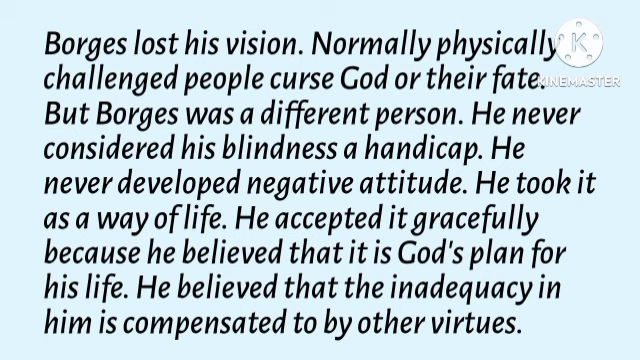 Borges lost his vision. Normally physically
challenged people curse God or their fate.
But Borges was a different person. He never
considered his blindness a handicap. He
never developed negative attitude. He took it
as a way of life. He accepted it gracefully
because he believed that it is God's plan for
his life. He believed that the inadequacy in
him is compensated to by other virtues.
K
KINEMASTER